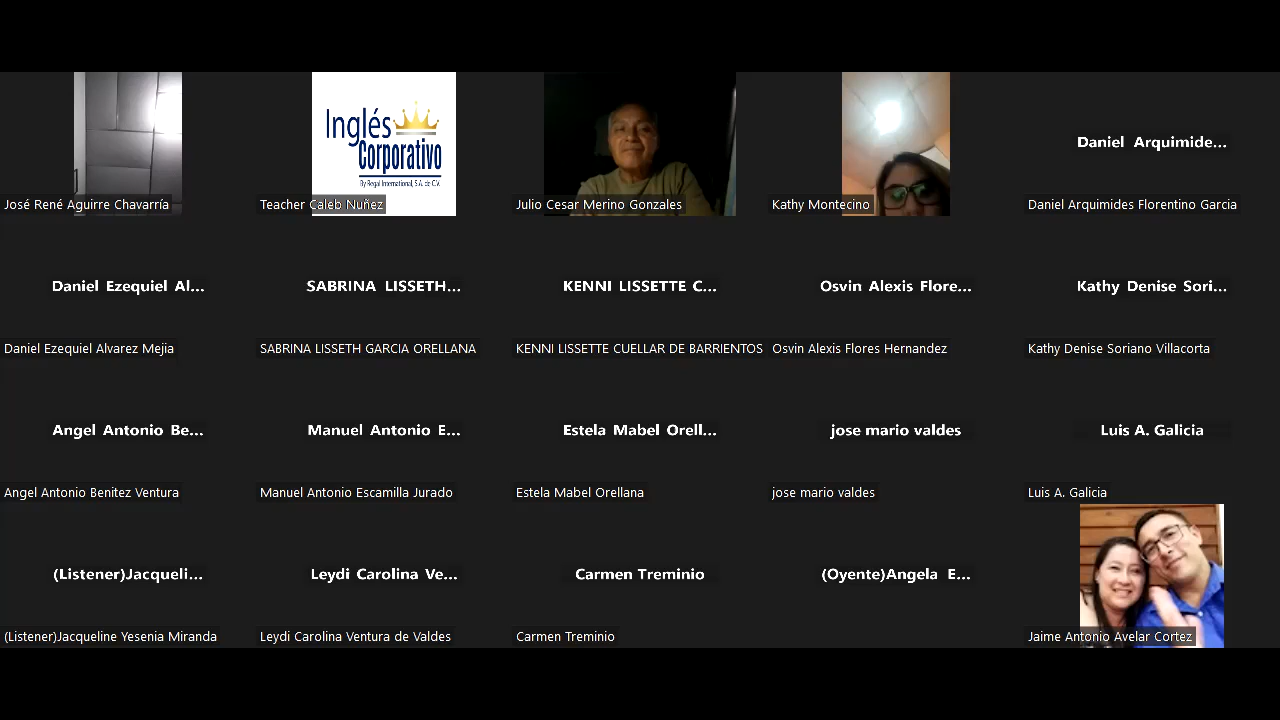 Inglés
Corporativo
By Regal International, S.A. de C.V.
Daniel Arquimide...
José René Aguirre Chavarría
Teacher Caleb Nuñez
Julio Cesar Merino Gonzales
Kathy Montecino
Daniel Arquimides Florentino Garcia
Daniel Ezequiel Al...
SABRINA LISSETH...
KENNI LISSETTE C...
Osvin Alexis Flore...
Kathy Denise Sori...
Daniel Ezequiel Alvarez Mejia
SABRINA LISSETH GARCIA ORELLANA
KENNI LISSETTE CUELLAR DE BARRIENTOS
Osvin Alexis Flores Hernandez
Kathy Denise Soriano Villacorta
Angel Antonio Be...
Manuel Antonio E...
Estela Mabel Orell...
jose mario valdes
Luis A. Galicia
Angel Antonio Benitez Ventura
Manuel Antonio Escamilla Jurado
Estela Mabel Orellana
jose mario valdes
Luis A. Galicia
(Listener)Jacqueli...
Leydi Carolina Ve...
Carmen Treminio
(Oyente)Angela E...
(Listener)Jacqueline Yesenia Miranda
Leydi Carolina Ventura de Valdes
Carmen Treminio
Jaime Antonio Avelar Cortez